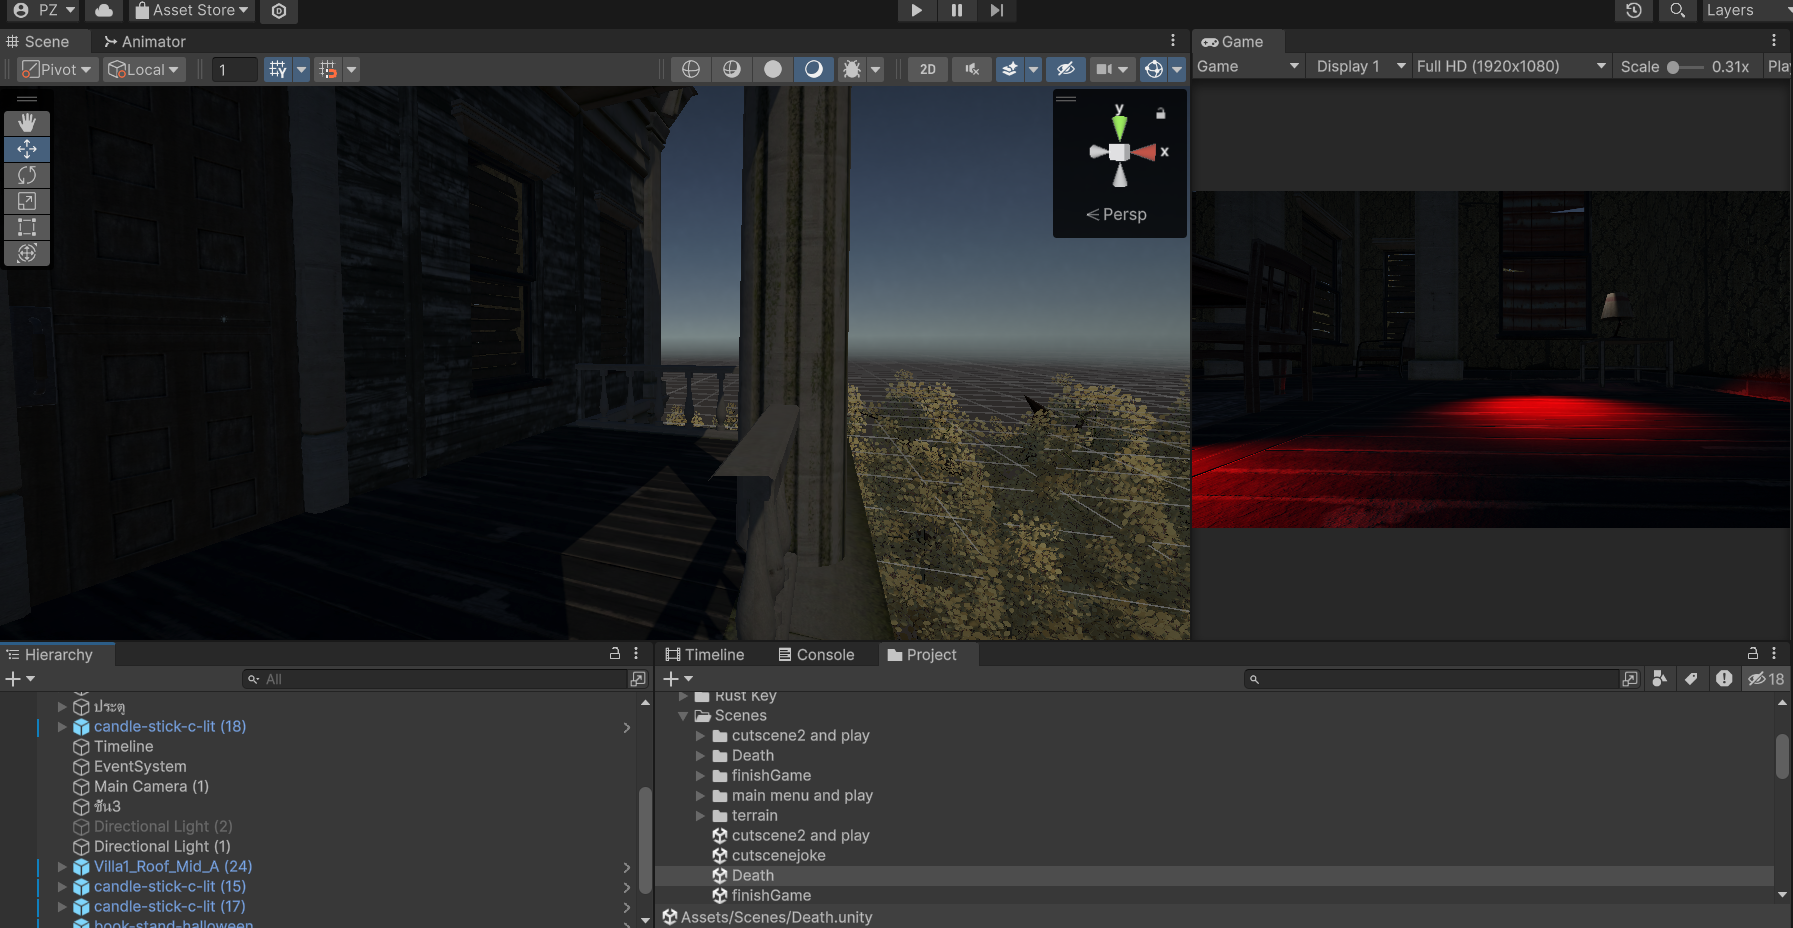 PZ
Asset Store
Scene
Animator
Pivot
Local
1
2D
y
x
Persp
Game
Game
Display 1
Full HD (1920x1080)
Scale
0.31x
Layers
Hierarchy
All
ประตู
candle-stick-c-lit (18)
Timeline
EventSystem
Main Camera (1)
ชั้น3
Directional Light (2)
Directional Light (1)
Villa1_Roof_Mid_A (24)
candle-stick-c-lit (15)
candle-stick-c-lit (17)
book-stand-halloween
Timeline
Console
Project
18
Rust Key
Scenes
cutscene2 and play
Death
finishGame
main menu and play
terrain
cutscene2 and play
cutscenejoke
Death
finishGame
Assets/Scenes/Death.unity